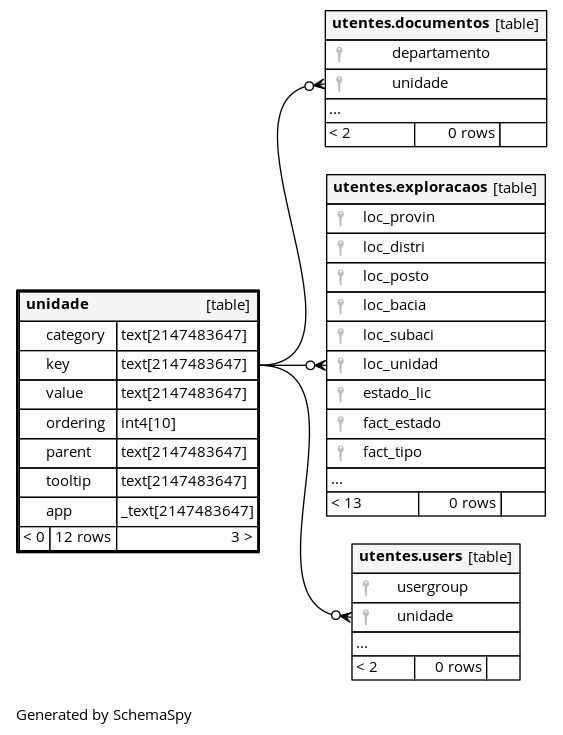 utentes.documentos [table]
departamento
unidade
...
< 2 0 rows
utentes.exploracaos [table]
loc_provin
loc_distri
loc_posto
loc_bacia
loc_subaci
loc_unidad
estado_lic
fact_estado
fact_tipo
...
< 13 0 rows
unidade [table]
category text[2147483647]
key text[2147483647]
value text[2147483647]
ordering int4[10]
parent text[2147483647]
tooltip text[2147483647]
app _text[2147483647]
< 0 12 rows 3 >
utentes.users [table]
usergroup
unidade
...
< 2 0 rows
Generated by SchemaSpy